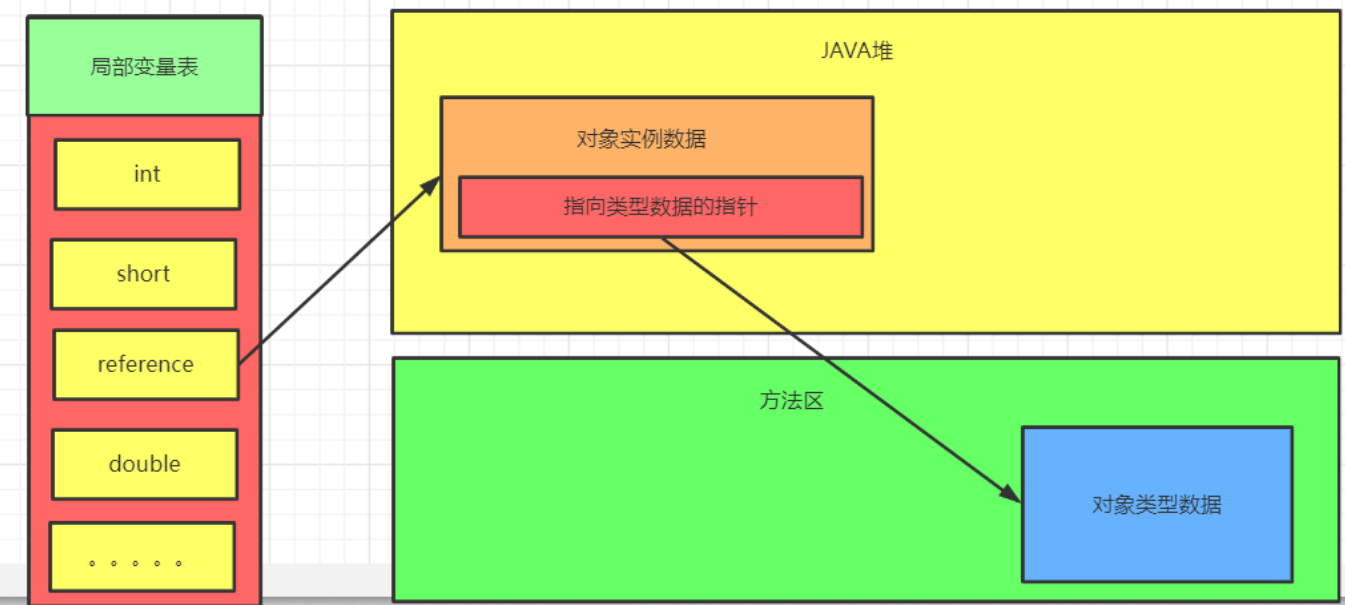 局部变量表
int
short
reference
double
。。。。。
JAVA堆
对象实例数据
指向类型数据的指针
方法区
对象类型数据